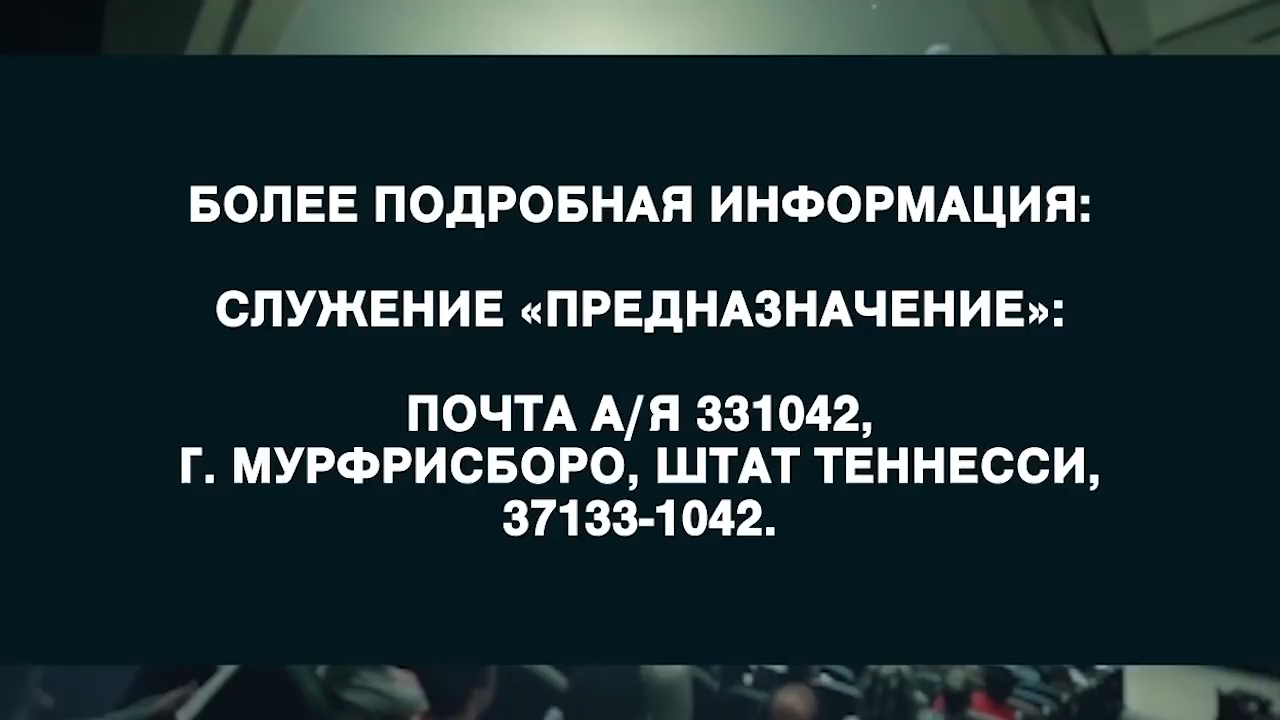 БОЛЕЕ ПОДРОБНАЯ ИНФОРМАЦИЯ:
СЛУЖЕНИЕ «ПРЕДНАЗНАЧЕНИЕ»:
ПОЧТА А/Я 331042,
Г. МУРФРИСБОРО, ШТАТ ТЕННЕССИ,
37133-1042.